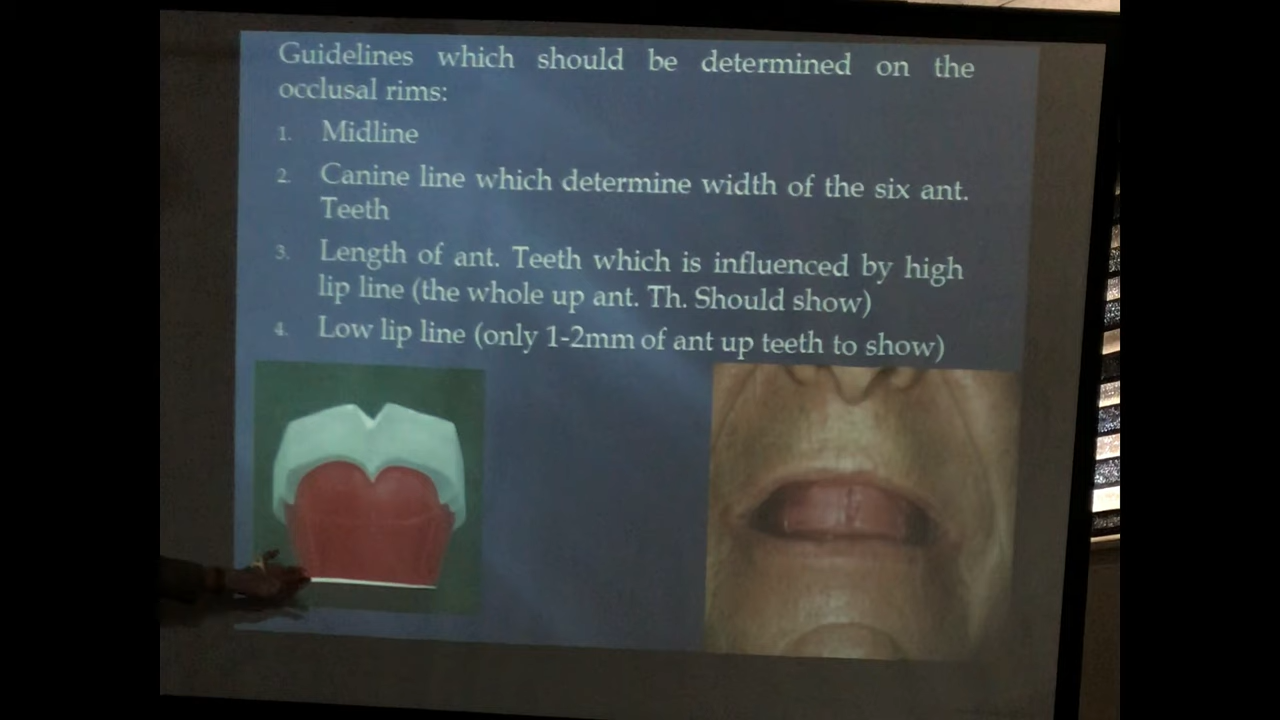 Guidelines which should be determined on the
occlusal rims:
1. Midline
2. Canine line which determine width of the six ant.
Teeth
3. Length of ant. Teeth which is influenced by high
lip line (the whole up ant. Th. Should show)
4. Low lip line (only 1-2mm of ant up teeth to show)